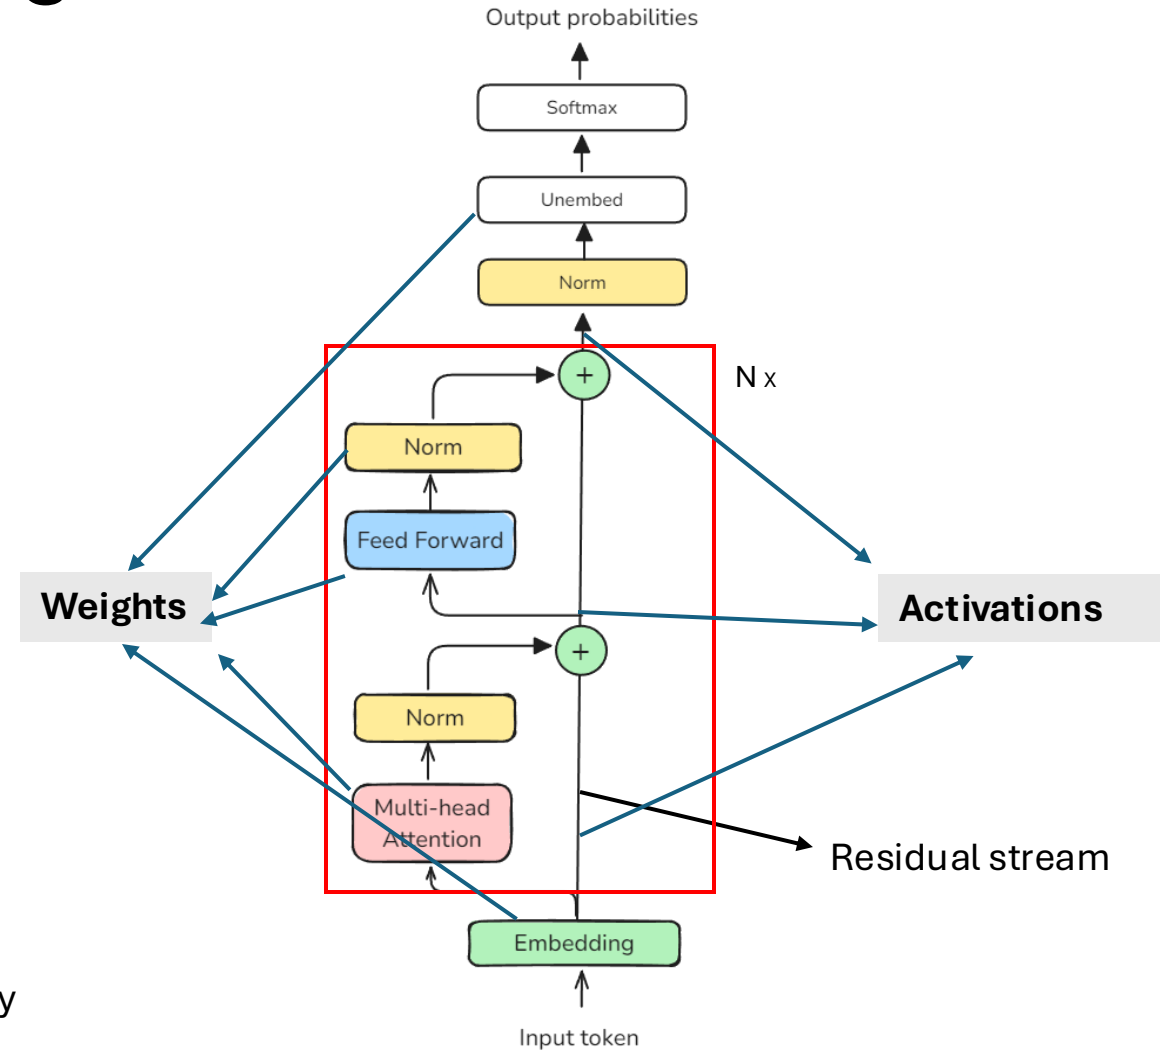 Output probabilities
Softmax
Unembed
Norm
N x
Norm
Feed Forward
Weights
Activations
Norm
Multi-head
Attention
Residual stream
Embedding
y
Input token